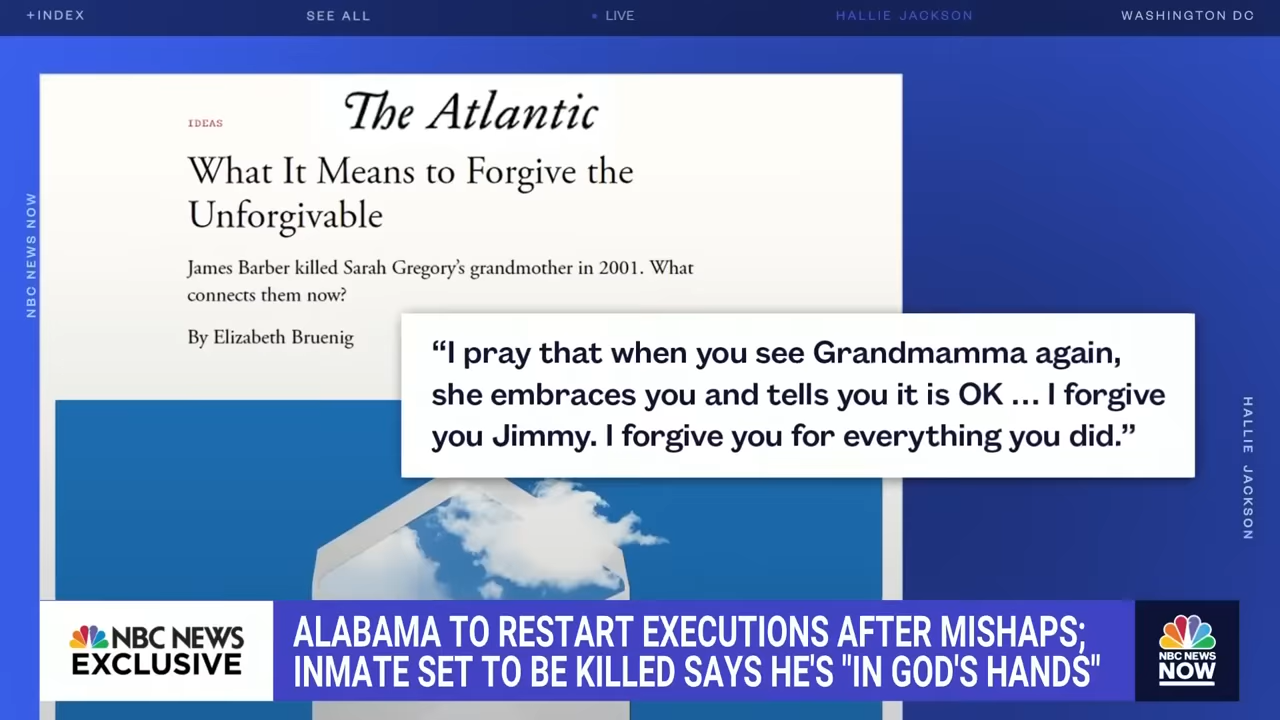 +INDEX
SEE ALL
LIVE
HALLIE JACKSON
WASHINGTON DC
NBC NEWS NOW
The Atlantic
IDEAS
What It Means to Forgive the
Unforgivable
James Barber killed Sarah Gregory’s grandmother in 2001. What
connects them now?
By Elizabeth Bruenig
“I pray that when you see Grandmamma again,
she embraces you and tells you it is OK ... I forgive
you Jimmy. I forgive you for everything you did.”
HALLIE JACKSON
NBC NEWS
EXCLUSIVE
ALABAMA TO RESTART EXECUTIONS AFTER MISHAPS;
INMATE SET TO BE KILLED SAYS HE'S "IN GOD'S HANDS"
NBC NEWS
NOW